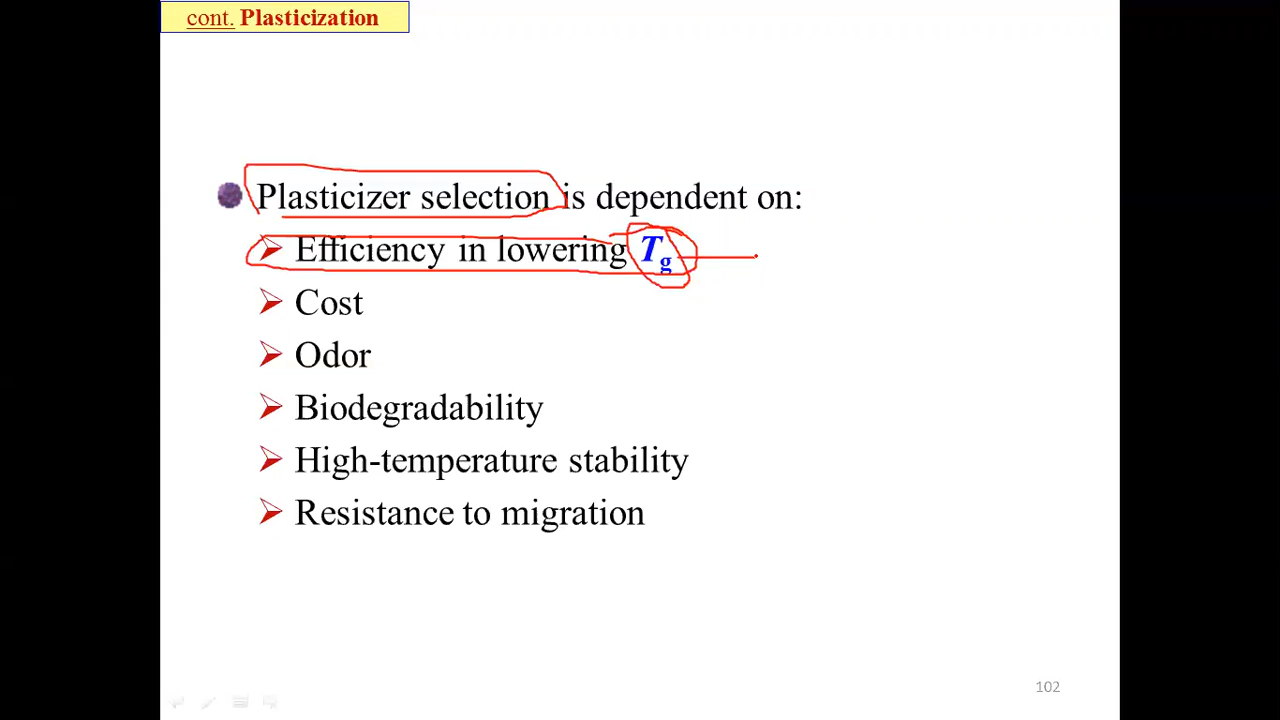 cont. Plasticization
Plasticizer selection is dependent on:
Efficiency in lowering Tg
Cost
Odor
Biodegradability
High-temperature stability
Resistance to migration
102